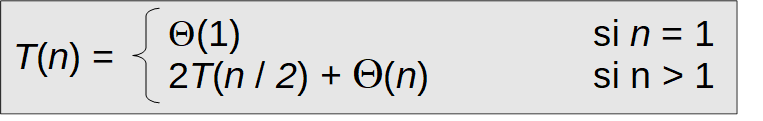 T(n) = { Θ(1) si n = 1
2T(n / 2) + Θ(n) si n > 1